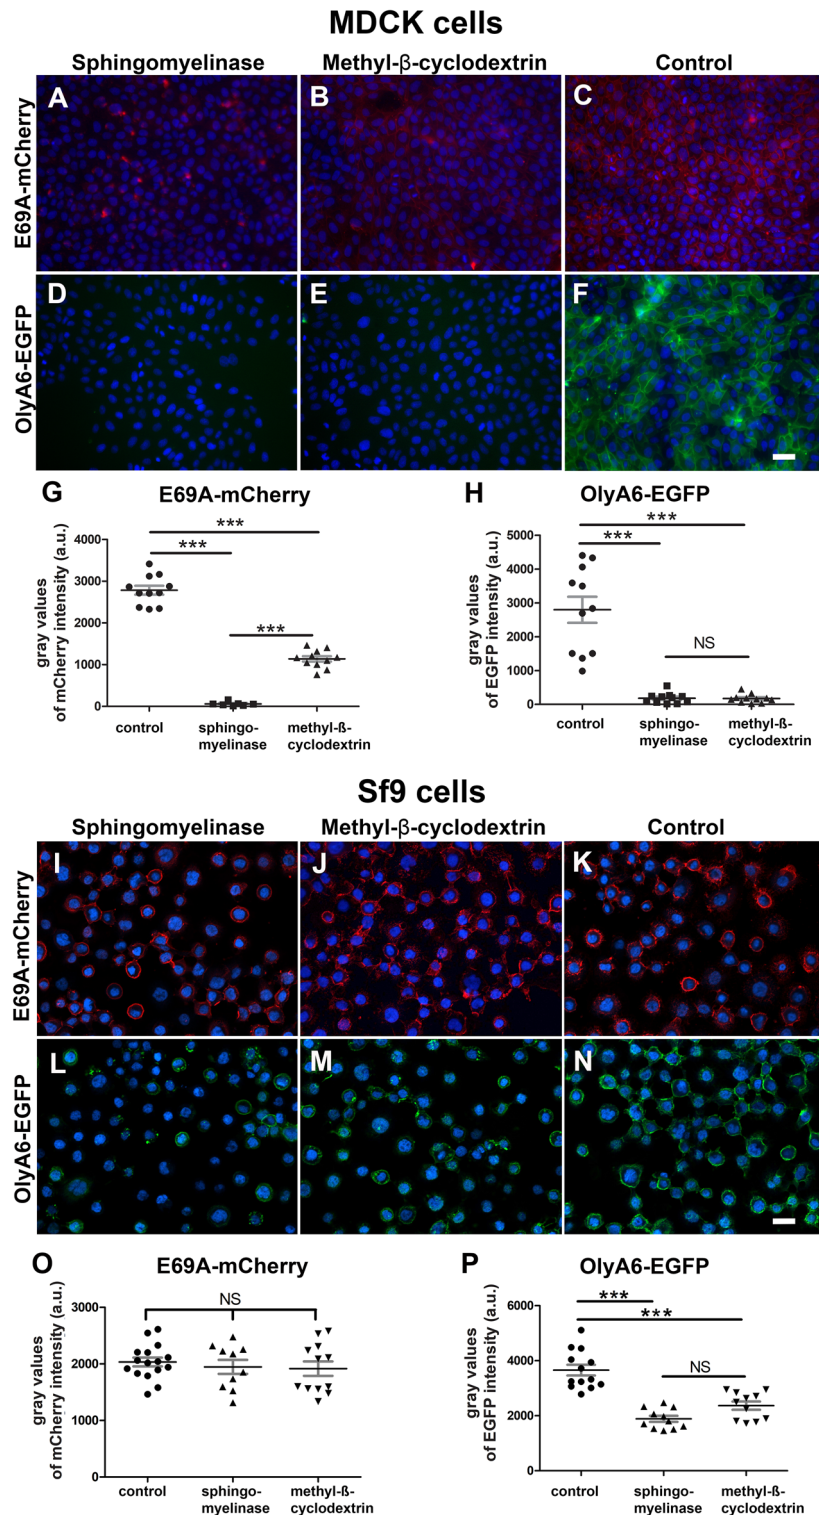 MDCK cells
Sphingomyelinase Methyl-β-cyclodextrin Control
E69A-mCherry
A B C
OlyA6-EGFP
D E F
G E69A-mCherry
gray values
of mCherry intensity (a.u.)
4000
3000
2000
1000
0
***
***
***
control
sphingo-
myelinase
methyl-ß-
cyclodextrin
H OlyA6-EGFP
gray values
of EGFP intensity (a.u.)
5000
4000
3000
2000
1000
0
***
***
NS
control
sphingo-
myelinase
methyl-ß-
cyclodextrin
Sf9 cells
Sphingomyelinase Methyl-β-cyclodextrin Control
E69A-mCherry
I J K
OlyA6-EGFP
L M N
O E69A-mCherry
gray values
of mCherry intensity (a.u.)
3000
2000
1000
0
NS
control
sphingo-
myelinase
methyl-ß-
cyclodextrin
P OlyA6-EGFP
gray values
of EGFP intensity (a.u.)
6000
4000
2000
0
***
***
NS
control
sphingo-
myelinase
methyl-ß-
cyclodextrin